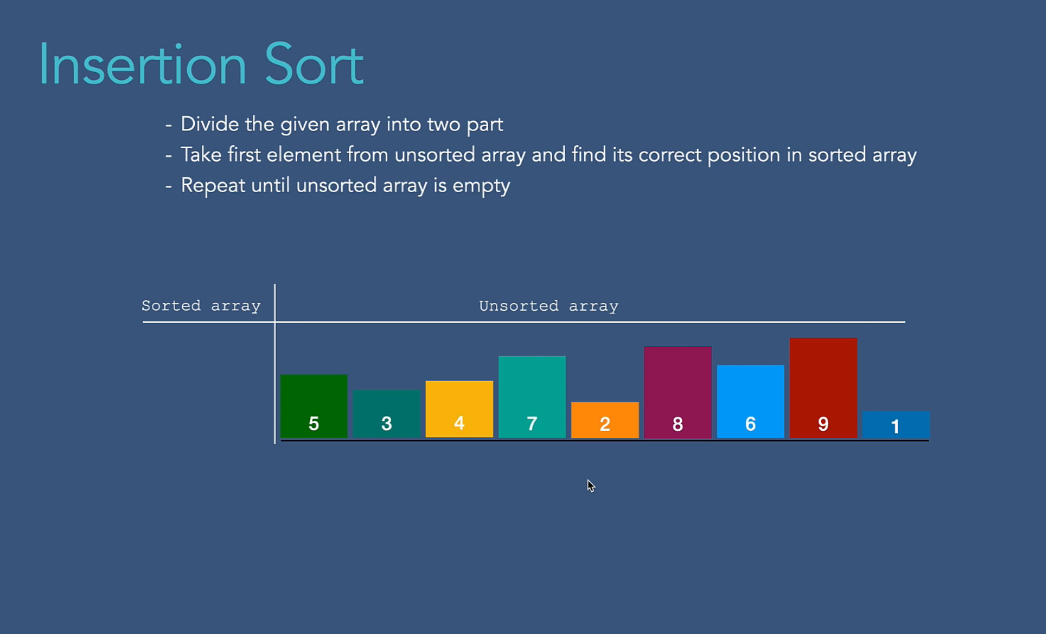 Insertion Sort
- Divide the given array into two part
- Take first element from unsorted array and find its correct position in sorted array
- Repeat until unsorted array is empty
Sorted array Unsorted array
5 3 4 7 2 8 6 9 1